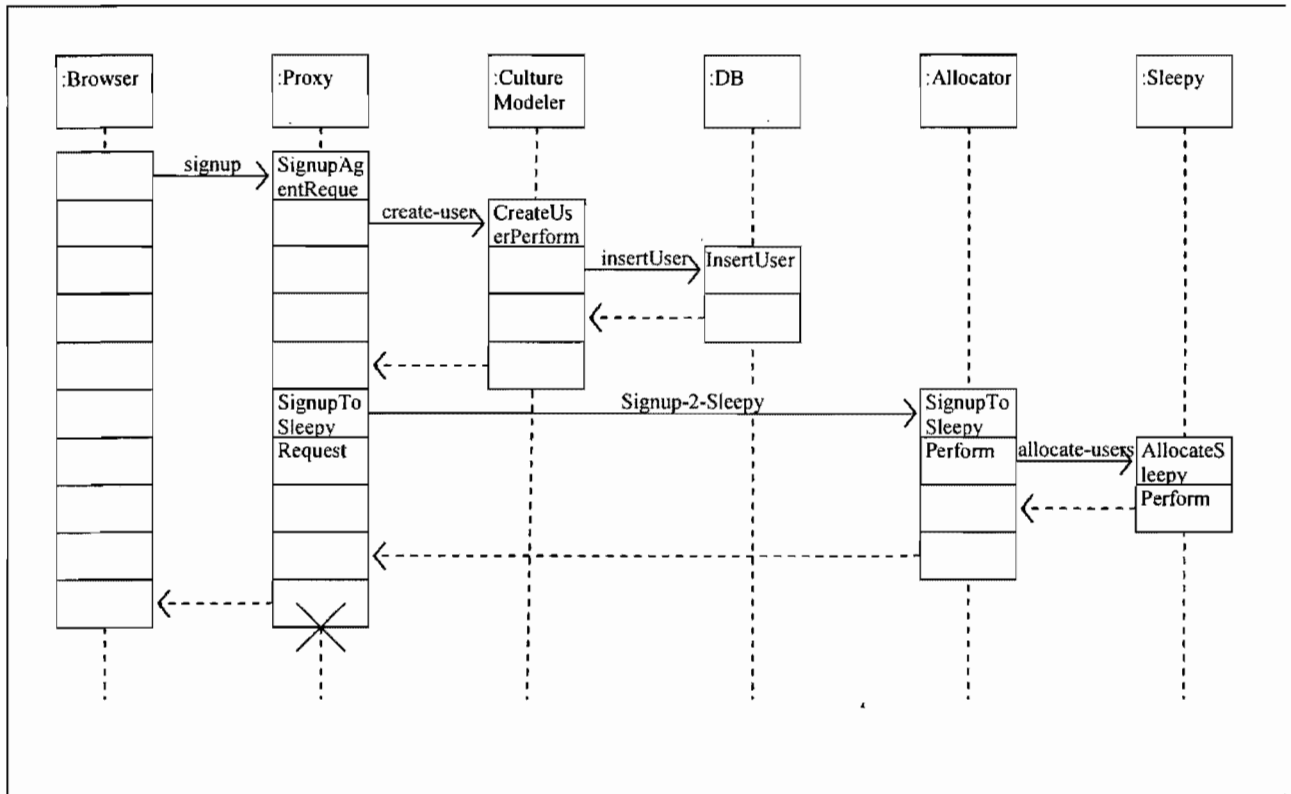 :Browser
:Proxy
:Culture
Modeler
:DB
:Allocator
:Sleepy
signup
SignupAg
entReque
create-user
CreateUs
erPerform
insertUser
InsertUser
SignupTo
Sleepy
Request
Signup-2-Sleepy
SignupTo
Sleepy
Perform
allocate-users
AllocateS
leepy
Perform